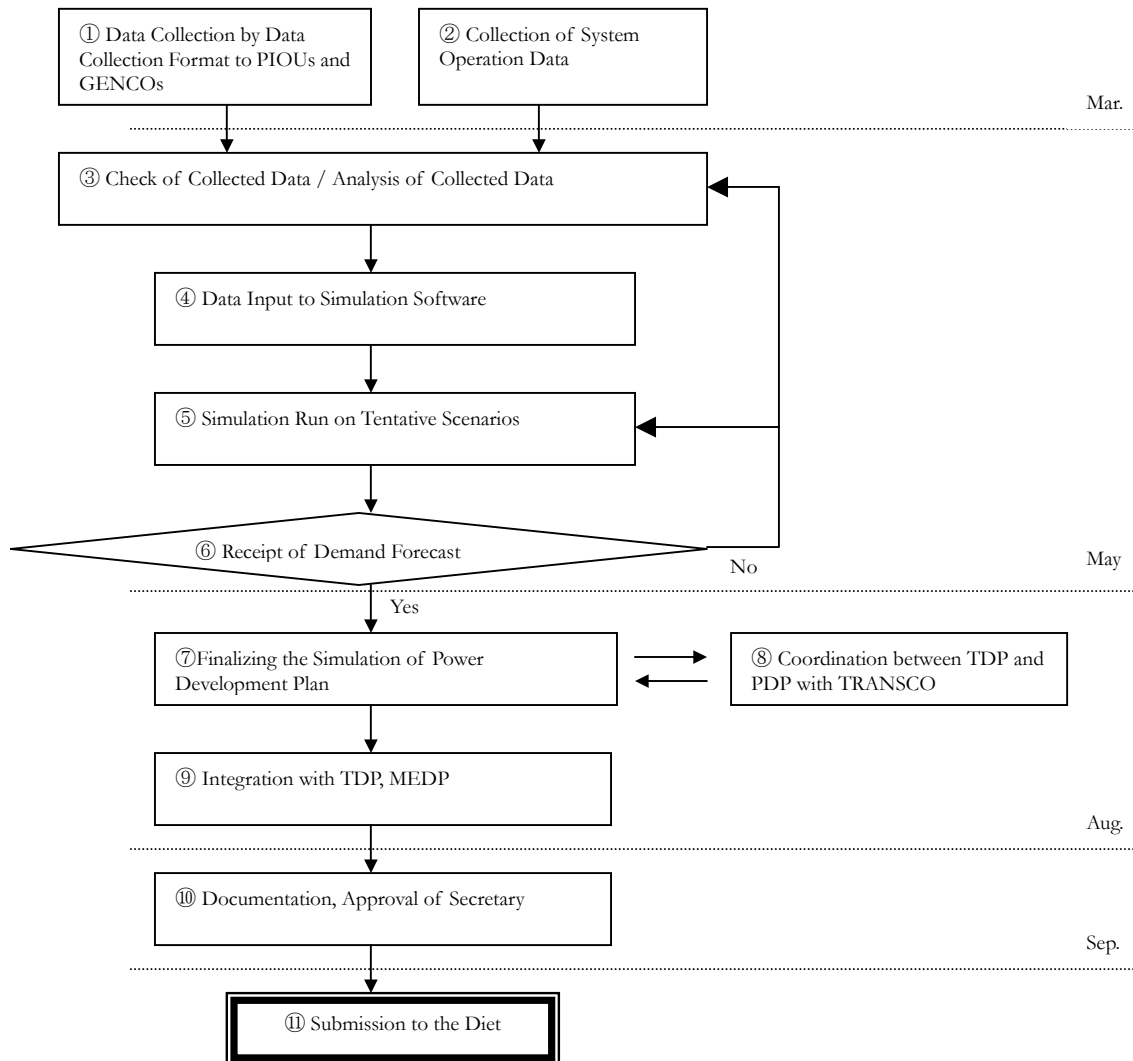 ① Data Collection by Data
Collection Format to PIOUs and
GENCOs
② Collection of System
Operation Data
Mar.
③ Check of Collected Data / Analysis of Collected Data
④ Data Input to Simulation Software
⑤ Simulation Run on Tentative Scenarios
⑥ Receipt of Demand Forecast
No
May
Yes
⑦Finalizing the Simulation of Power
Development Plan
⑧ Coordination between TDP and
PDP with TRANSCO
⑨ Integration with TDP, MEDP
Aug.
⑩ Documentation, Approval of Secretary
Sep.
⑪ Submission to the Diet